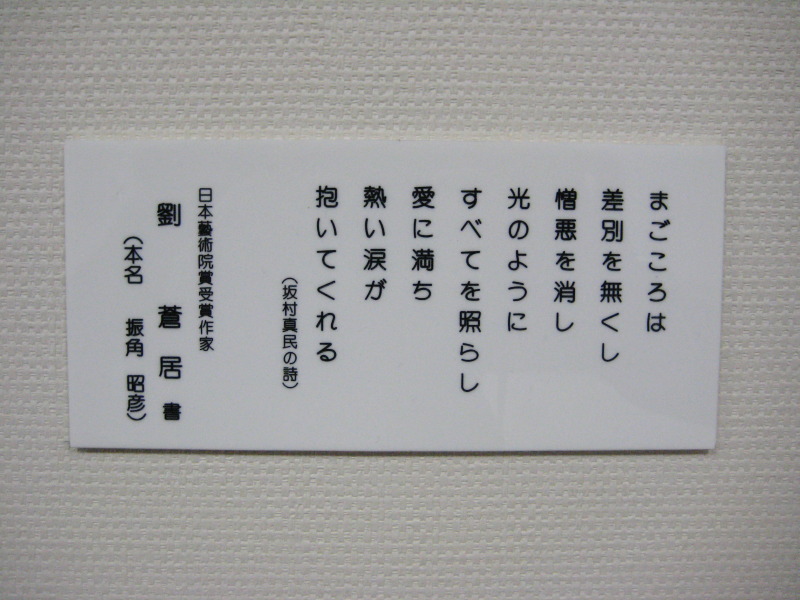 まごころは
差別を無くし
憎悪を消し
光のように
すべてを照らし
愛に満ち
熱い涙が
抱いてくれる
（坂村真民の詩）
日本藝術院賞受賞作家
劉 蒼居 書
（本名 振角 昭彦）